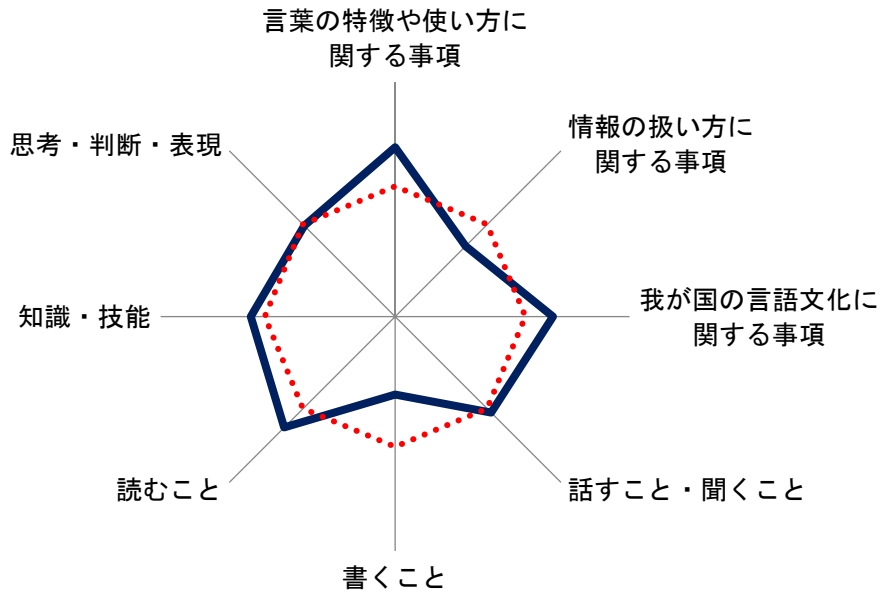 言葉の特徴や使い方に
関する事項
情報の扱い方に
関する事項
我が国の言語文化に
関する事項
話すこと・聞くこと
書くこと
読むこと
知識・技能
思考・判断・表現